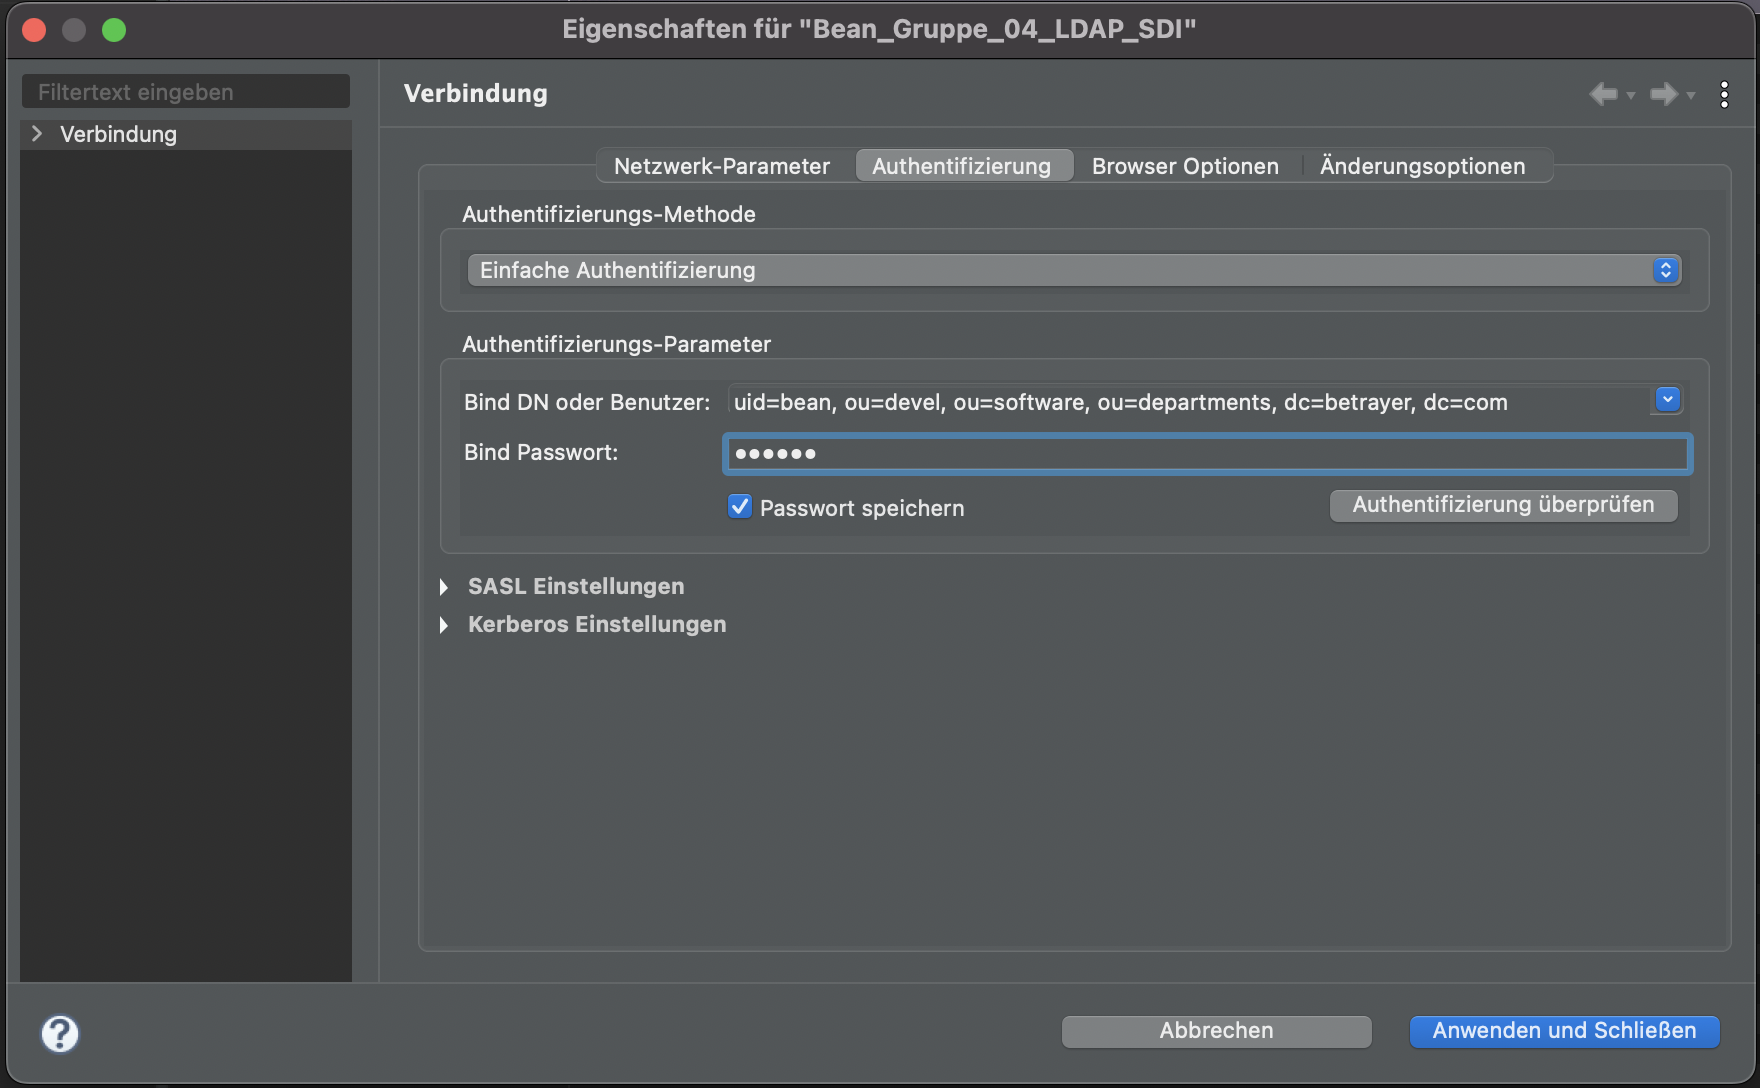 Eigenschaften für "Bean_Gruppe_04_LDAP_SDI"
Filtertext eingeben
Verbindung
Verbindung
Netzwerk-Parameter Authentifizierung Browser Optionen Änderungsoptionen
Authentifizierungs-Methode
Einfache Authentifizierung
Authentifizierungs-Parameter
Bind DN oder Benutzer: uid=bean, ou=devel, ou=software, ou=departments, dc=betrayer, dc=com
Bind Passwort: ••••••
Passwort speichern Authentifizierung überprüfen
SASL Einstellungen
Kerberos Einstellungen
? Abbrechen Anwenden und Schließen